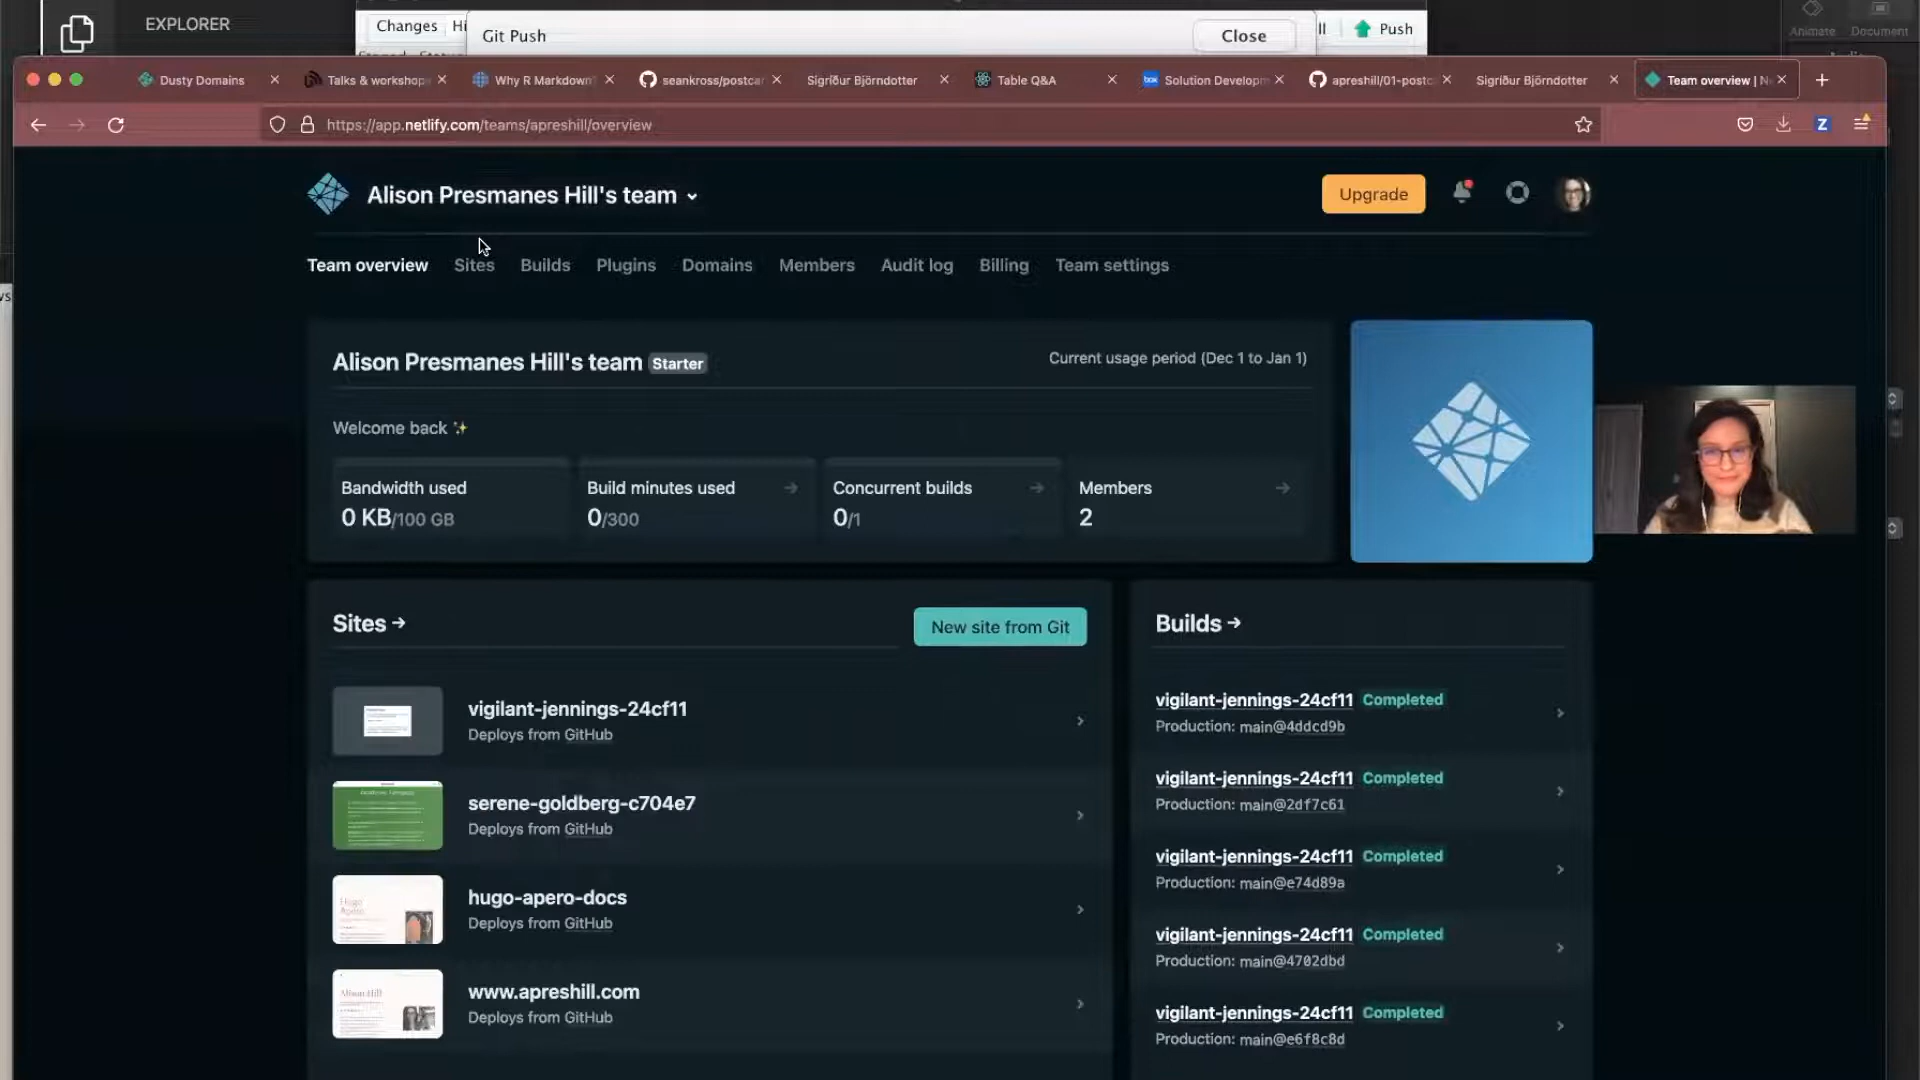 EXPLORER
Changes
Hi
Git Push
Close
ll
Push
Animate
Document
Dusty Domains
Talks & workshop
Why R Markdown
seankross/postcar
Sigríður Björndotter
Table Q&A
box
Solution Developm
apreshill/01-postc
Sigríður Björndotter
Team overview | N
https://app.netlify.com/teams/apreshill/overview
Z
Alison Presmanes Hill's team
Upgrade
Team overview
Sites
Builds
Plugins
Domains
Members
Audit log
Billing
Team settings
Alison Presmanes Hill's team Starter
Current usage period (Dec 1 to Jan 1)
Welcome back ✨
Bandwidth used
0 KB/100 GB
Build minutes used
0/300
Concurrent builds
0/1
Members
2
Sites →
New site from Git
vigilant-jennings-24cf11
Deploys from GitHub
serene-goldberg-c704e7
Deploys from GitHub
hugo-apero-docs
Deploys from GitHub
www.apreshill.com
Deploys from GitHub
Builds →
vigilant-jennings-24cf11 Completed
Production: main@4ddcd9b
vigilant-jennings-24cf11 Completed
Production: main@2df7c61
vigilant-jennings-24cf11 Completed
Production: main@e74d89a
vigilant-jennings-24cf11 Completed
Production: main@4702dbd
vigilant-jennings-24cf11 Completed
Production: main@e6f8c8d